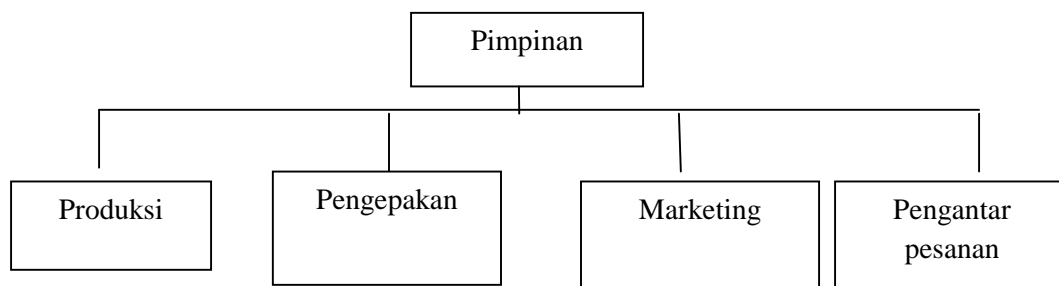 Pimpinan
Produksi
Pengepakan
Marketing
Pengantar
pesanan